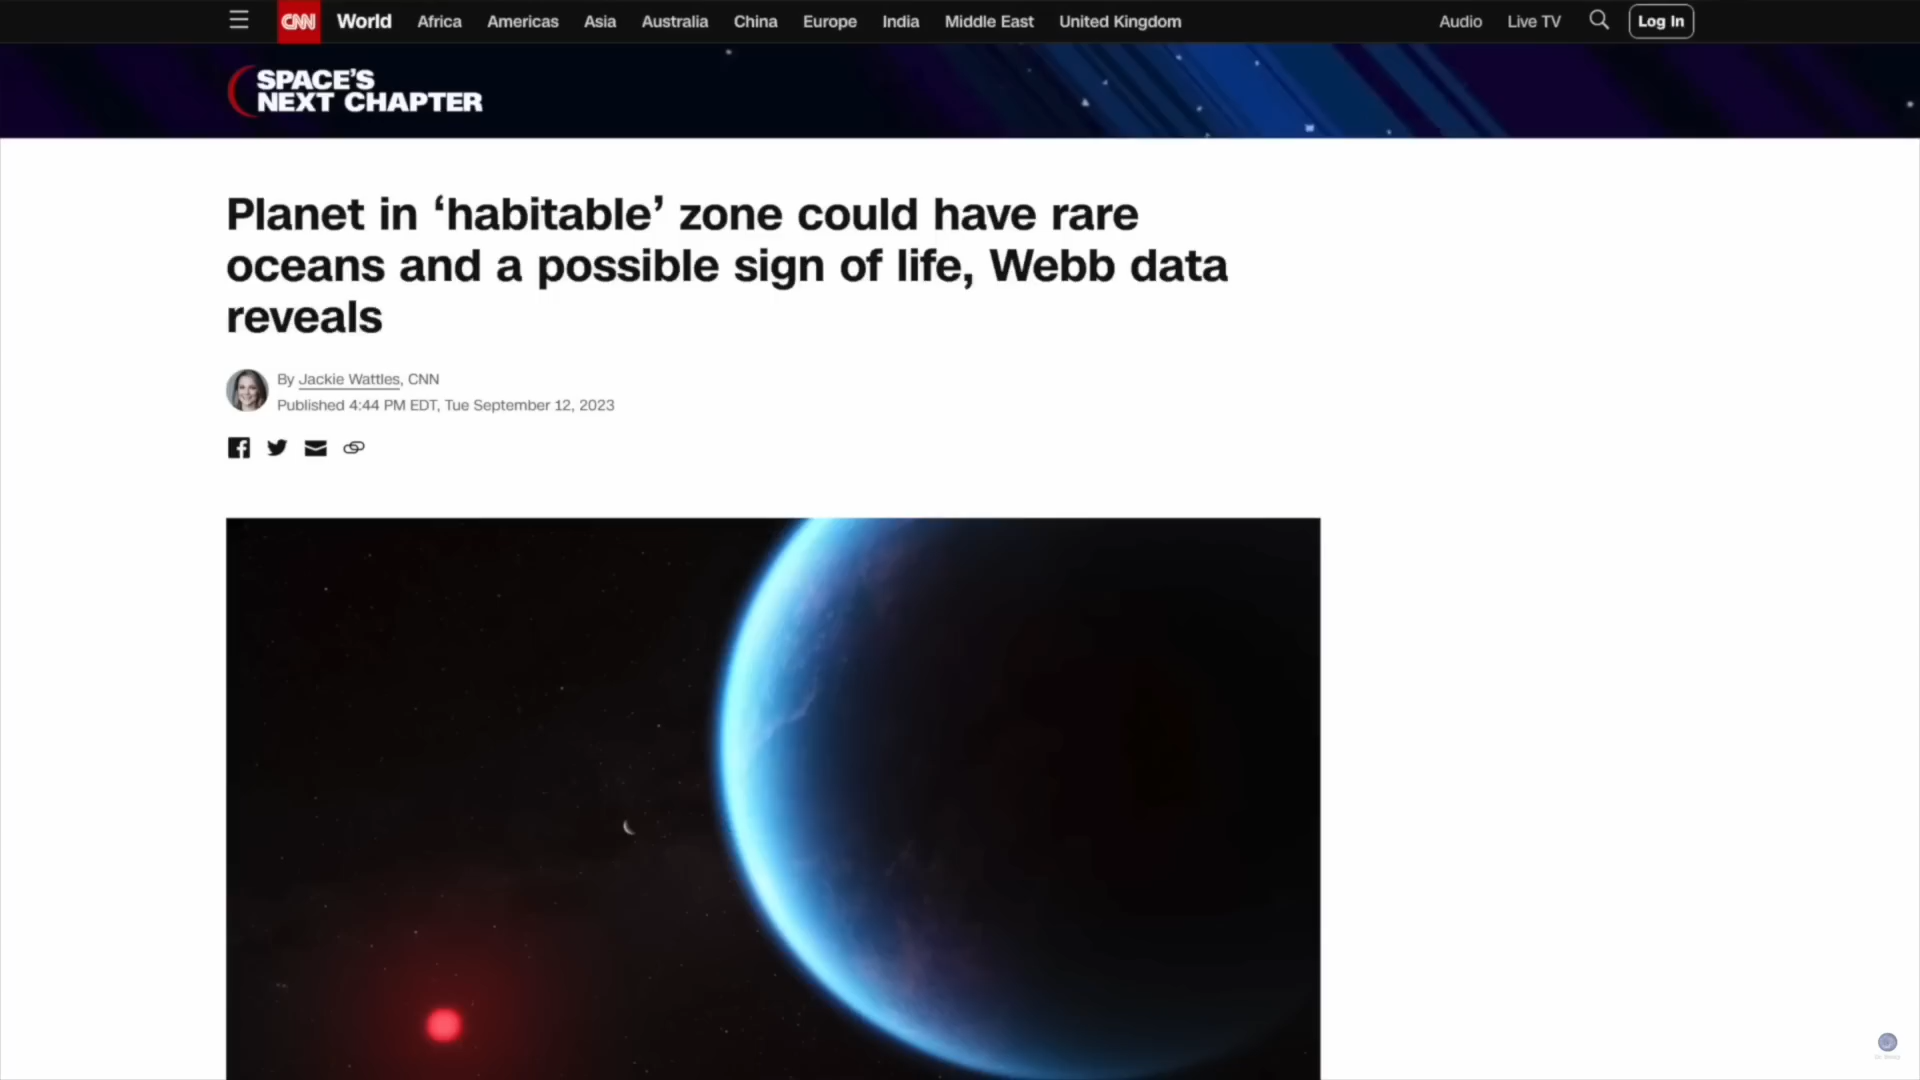 CNN World Africa Americas Asia Australia China Europe India Middle East United Kingdom Audio Live TV Log In
SPACE'S
NEXT CHAPTER
Planet in ‘habitable’ zone could have rare
oceans and a possible sign of life, Webb data
reveals
By Jackie Wattles, CNN
Published 4:44 PM EDT, Tue September 12, 2023